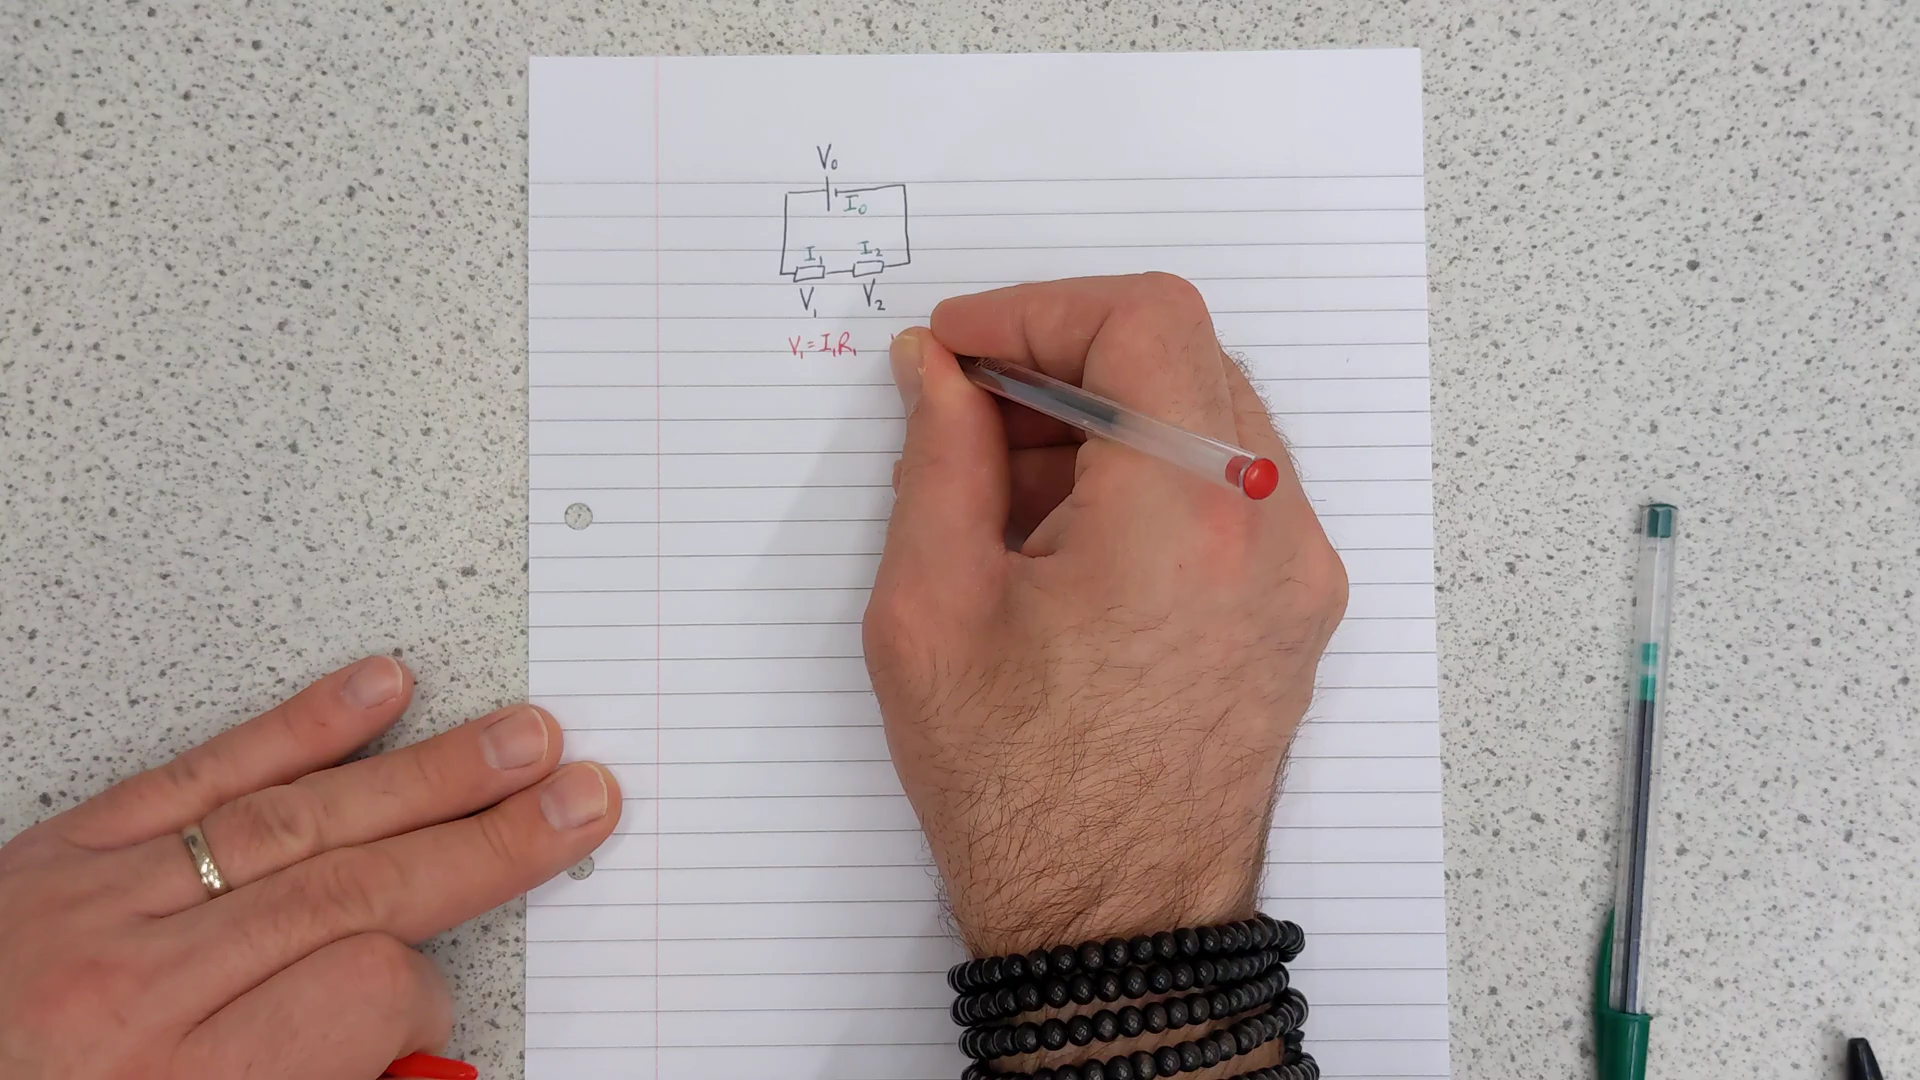 V₀
I₀
I₁ I₂
V₁ V₂
V₁ = I₁R₁